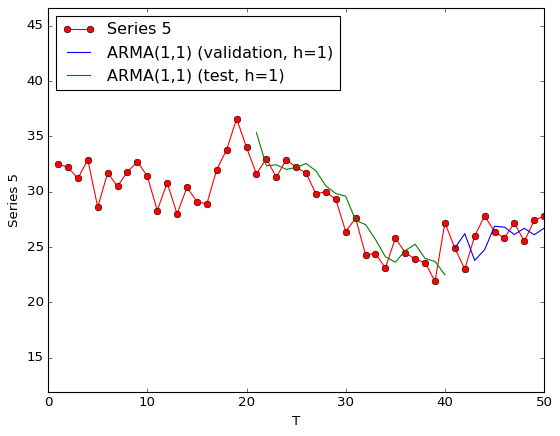 Series 5
ARMA(1,1) (validation, h=1)
ARMA(1,1) (test, h=1)
45
40
35
30
25
20
15
Series 5
0 10 20 30 40 50
T